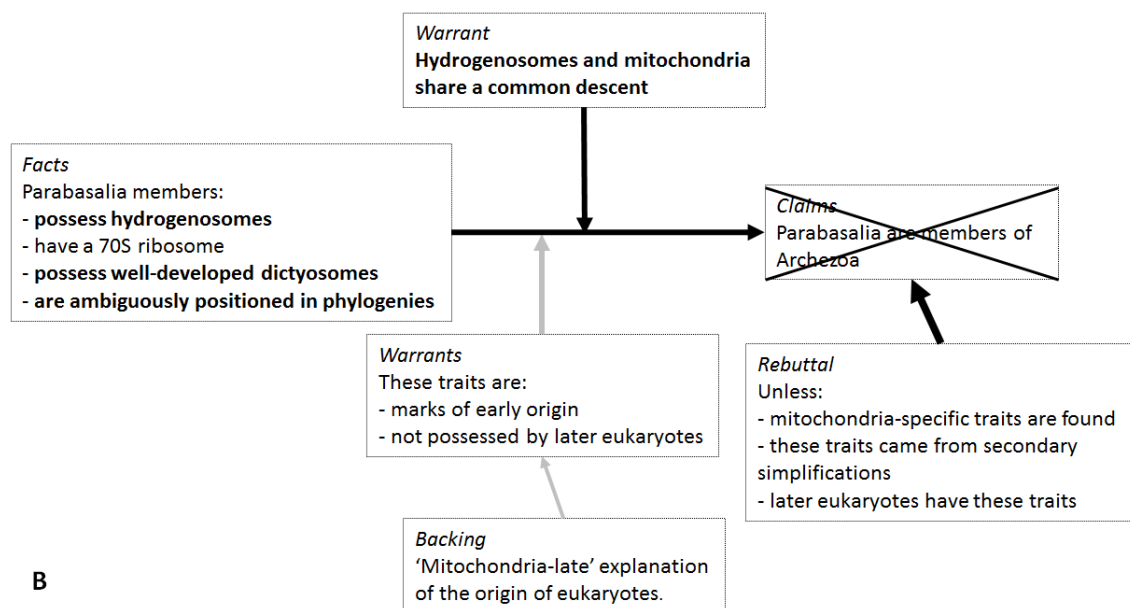 Warrant
Hydrogenosomes and mitochondria
share a common descent
Facts
Parabasalia members:
- possess hydrogenosomes
- have a 70S ribosome
- possess well-developed dictyosomes
- are ambiguously positioned in phylogenies
Claims
Parabasalia are members of
Archezoa
Warrants
These traits are:
- marks of early origin
- not possessed by later eukaryotes
Rebuttal
Unless:
- mitochondria-specific traits are found
- these traits came from secondary
simplifications
- later eukaryotes have these traits
Backing
‘Mitochondria-late’ explanation
of the origin of eukaryotes.
B